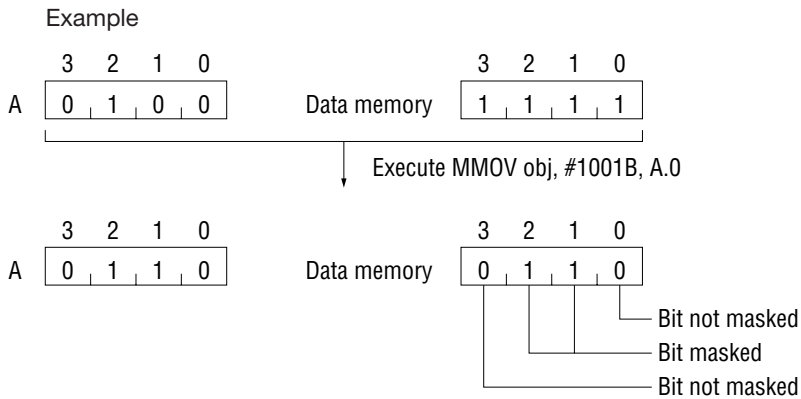 Example
3 2 1 0 3 2 1 0
A 0 1 0 0 Data memory 1 1 1 1
Execute MMOV obj, #1001B, A.0
3 2 1 0 3 2 1 0
A 0 1 1 0 Data memory 0 1 1 0
Bit not masked
Bit masked
Bit not masked